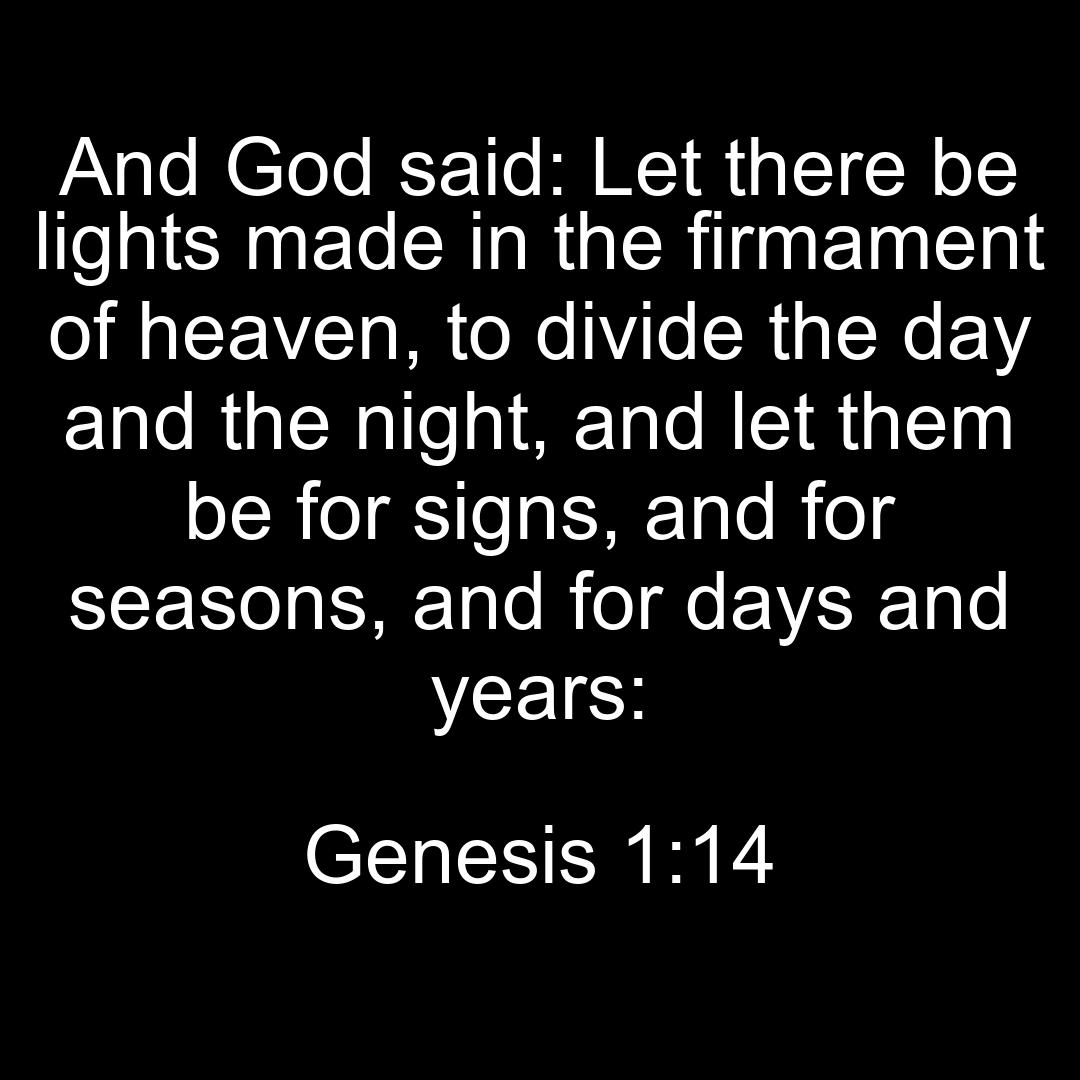 And God said: Let there be
lights made in the firmament
of heaven, to divide the day
and the night, and let them
be for signs, and for
seasons, and for days and
years:
Genesis 1:14